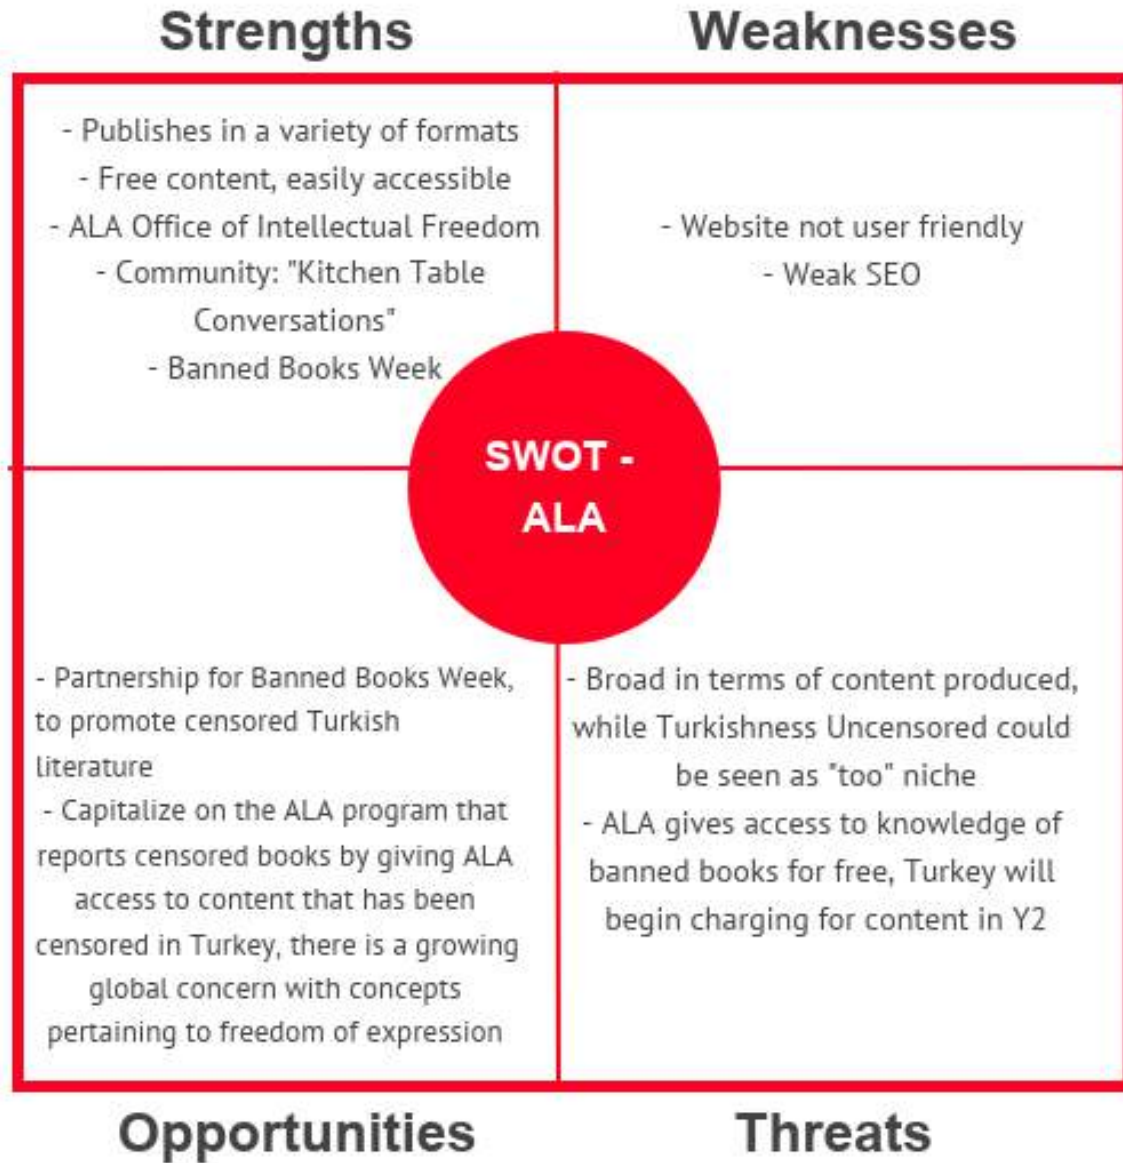 Strengths
Weaknesses
- Publishes in a variety of formats
- Free content, easily accessible
- ALA Office of Intellectual Freedom
- Community: "Kitchen Table
Conversations"
- Banned Books Week
- Website not user friendly
- Weak SEO
SWOT -
ALA
- Partnership for Banned Books Week,
to promote censored Turkish
literature
- Capitalize on the ALA program that
reports censored books by giving ALA
access to content that has been
censored in Turkey, there is a growing
global concern with concepts
pertaining to freedom of expression
- Broad in terms of content produced,
while Turkishness Uncensored could
be seen as "too" niche
- ALA gives access to knowledge of
banned books for free, Turkey will
begin charging for content in Y2
Opportunities
Threats